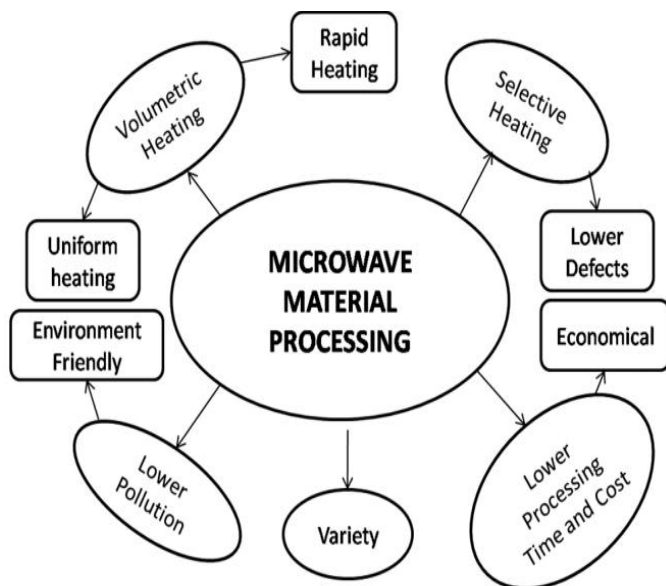 Rapid
Heating
Volumetric
Heating
Selective
Heating
Uniform
heating
MICROWAVE
MATERIAL
PROCESSING
Lower
Defects
Environment
Friendly
Economical
Lower
Pollution
Variety
Lower
Processing
Time and Cost